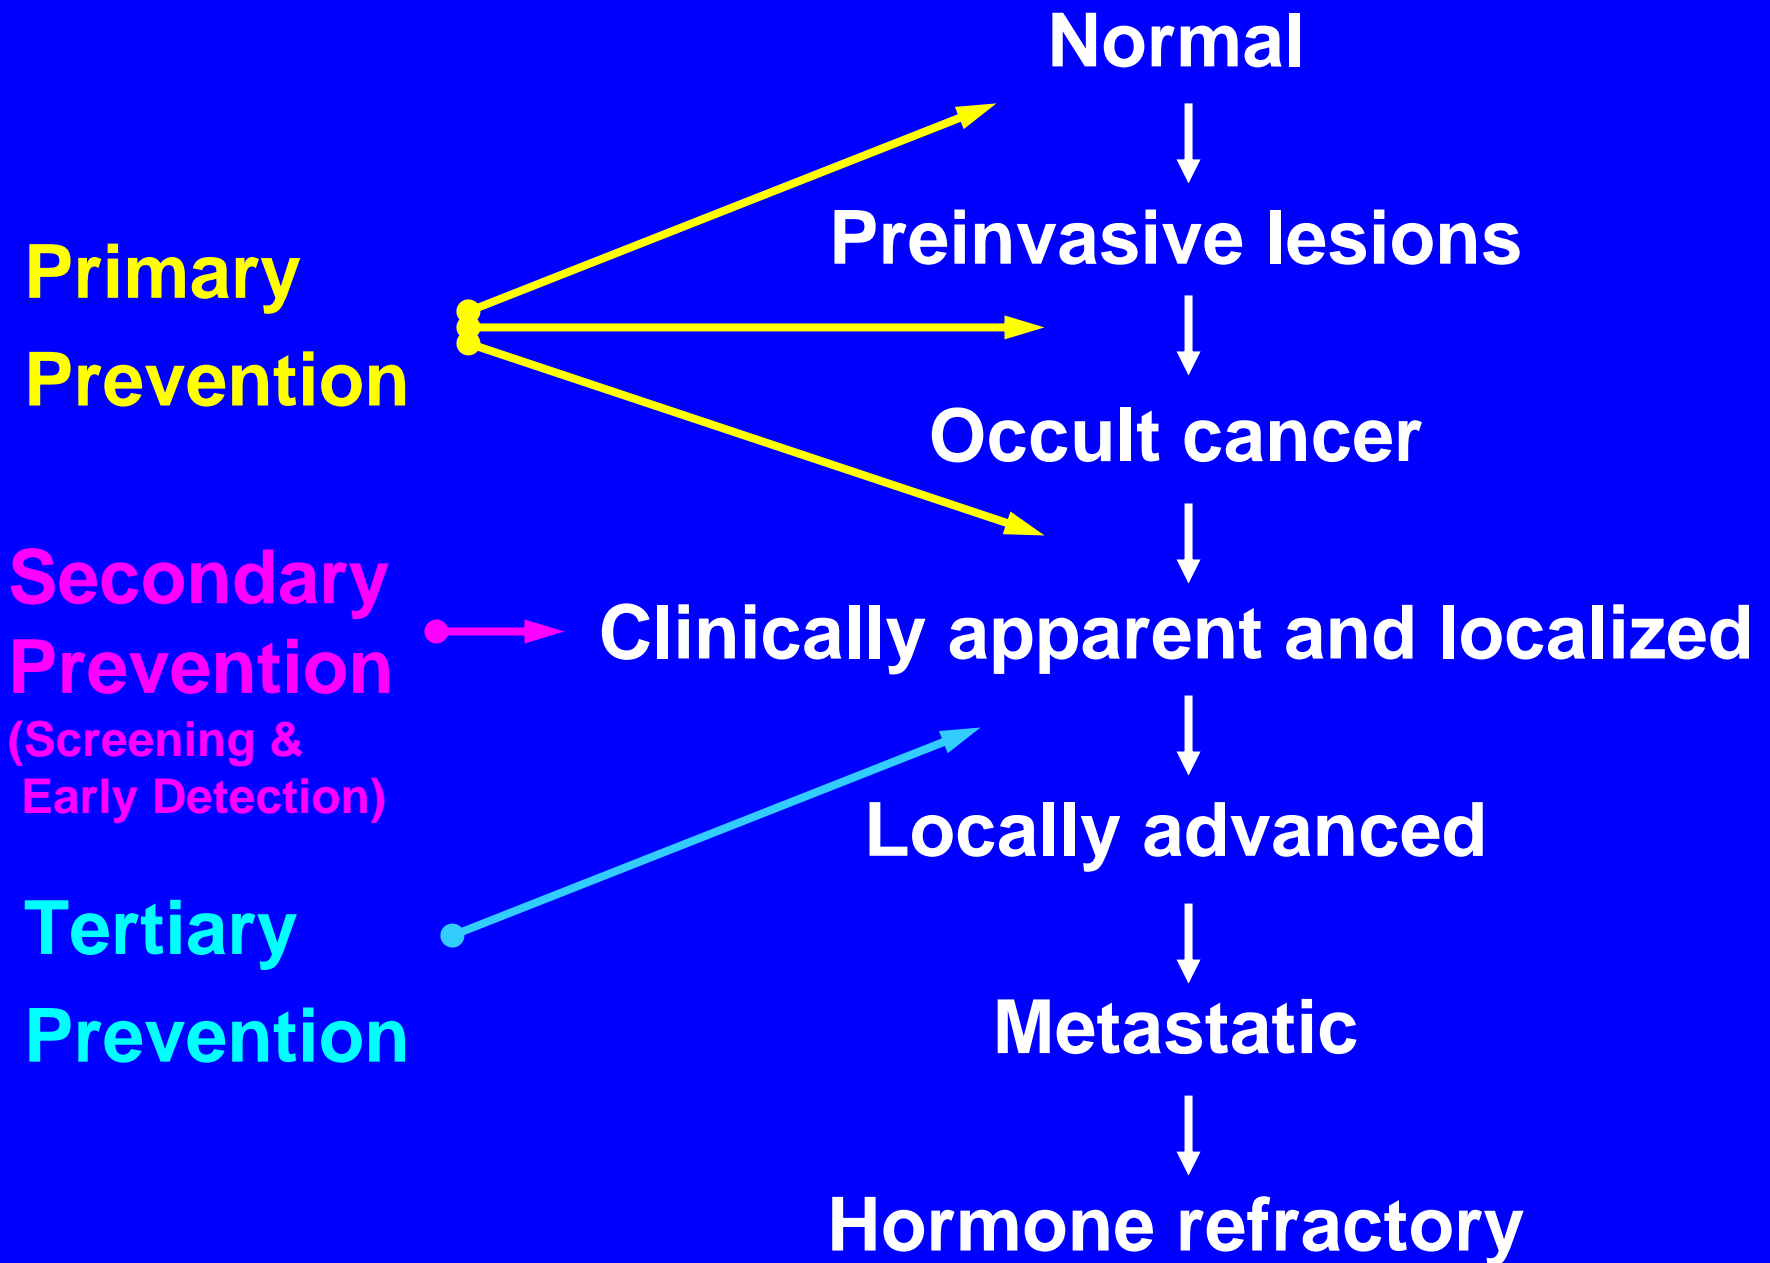 Normal
Preinvasive lesions
Primary
Prevention
Occult cancer
Secondary
Prevention
(Screening &
Early Detection)
Clinically apparent and localized
Locally advanced
Tertiary
Prevention
Metastatic
Hormone refractory